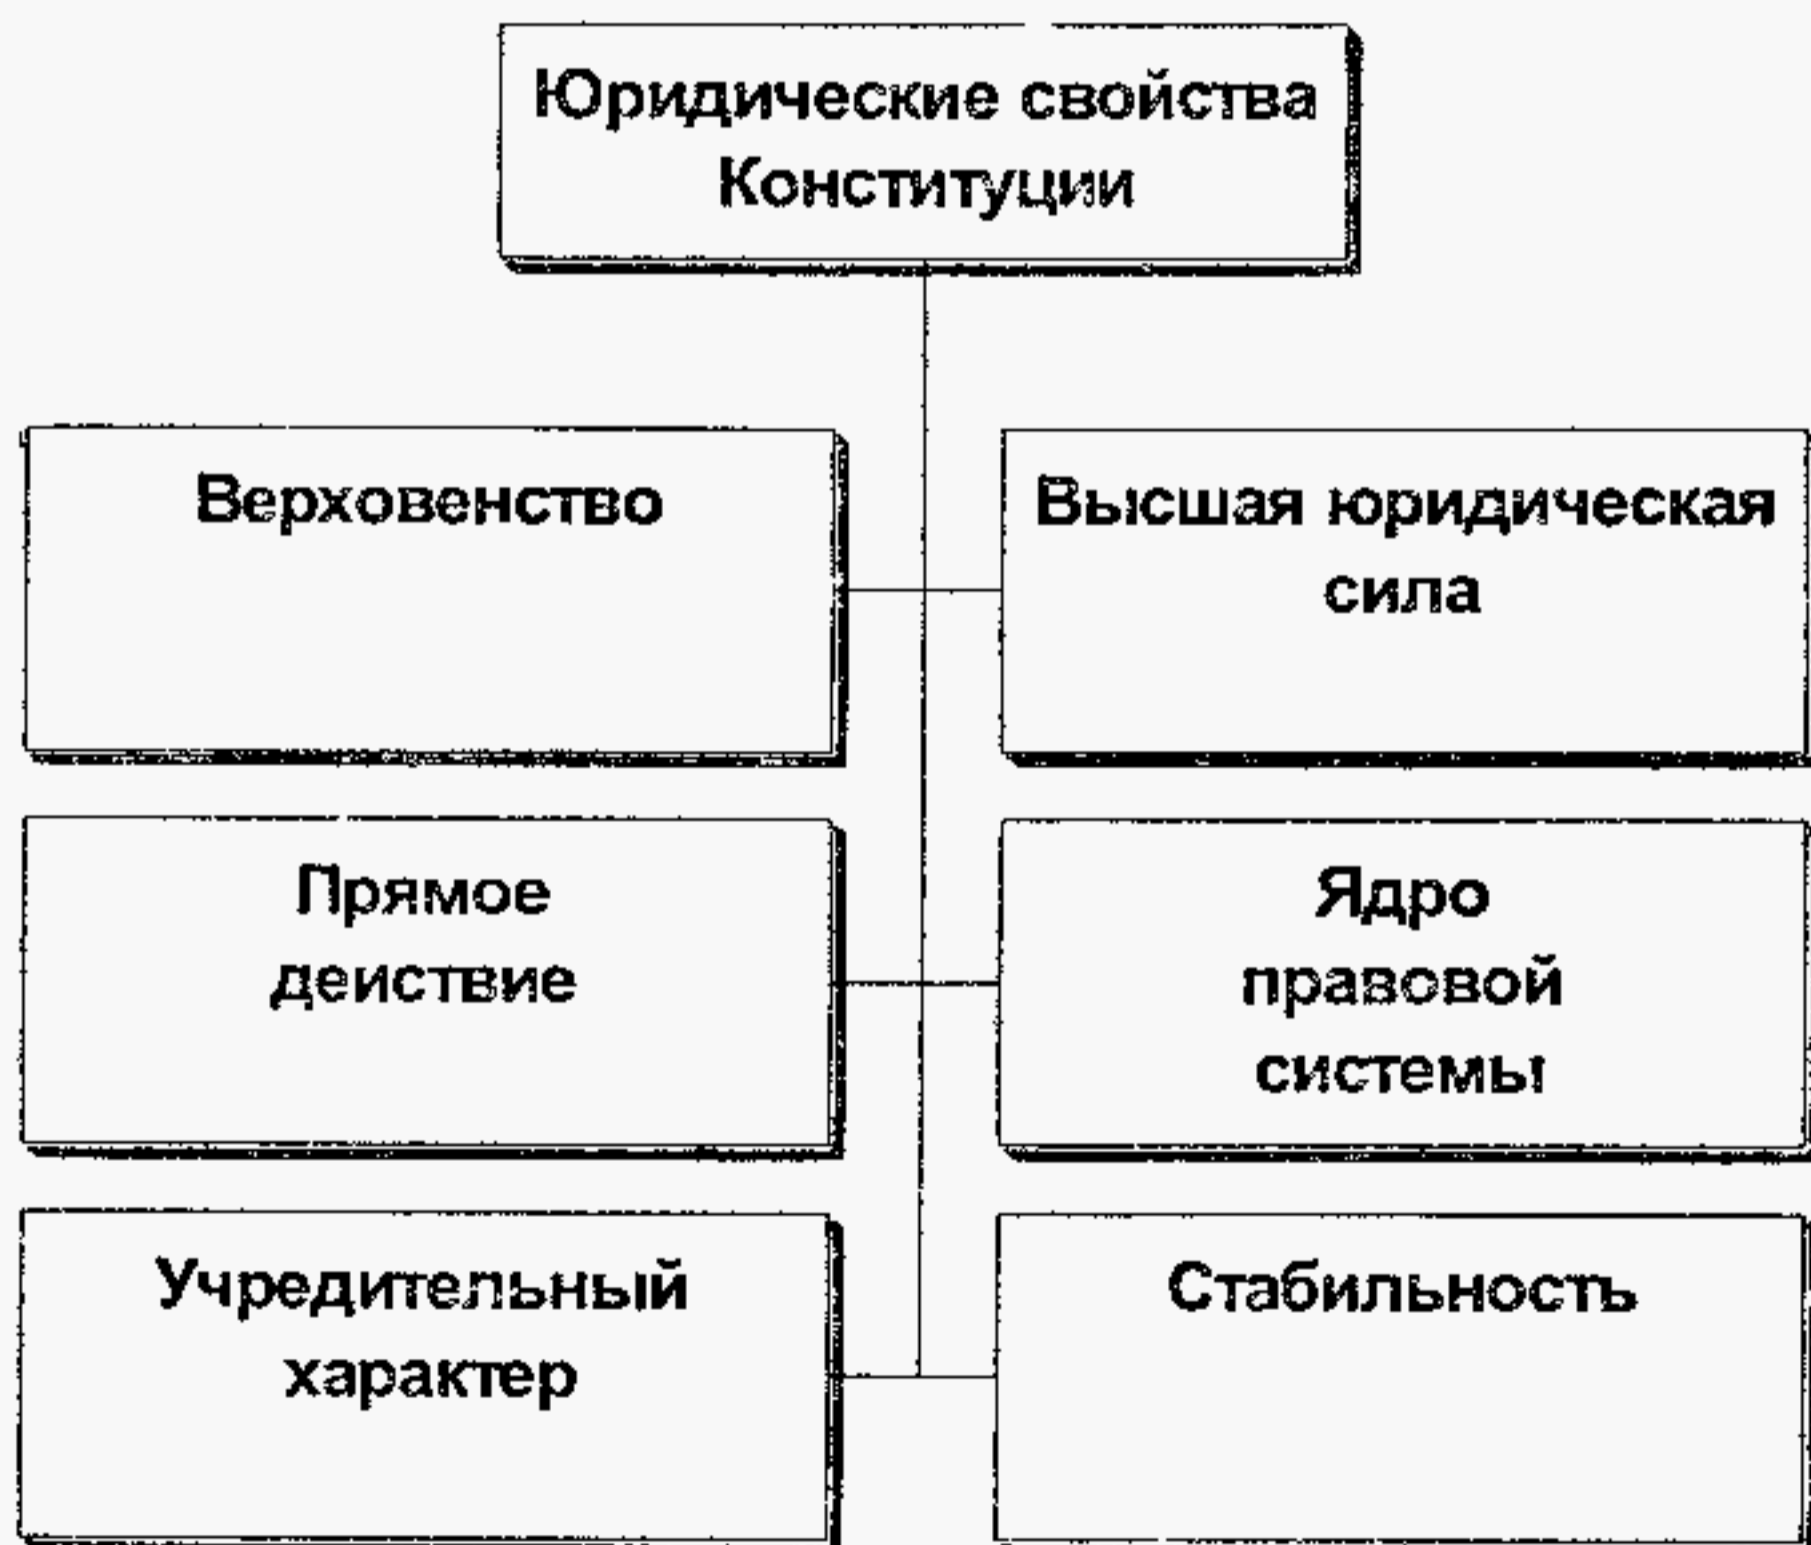 Юридические свойства
Конституции
Верховенство
Высшая юридическая
сила
Прямое
деиствие
Ядро
правовой
системы
Учредительный
характер
Стабильность